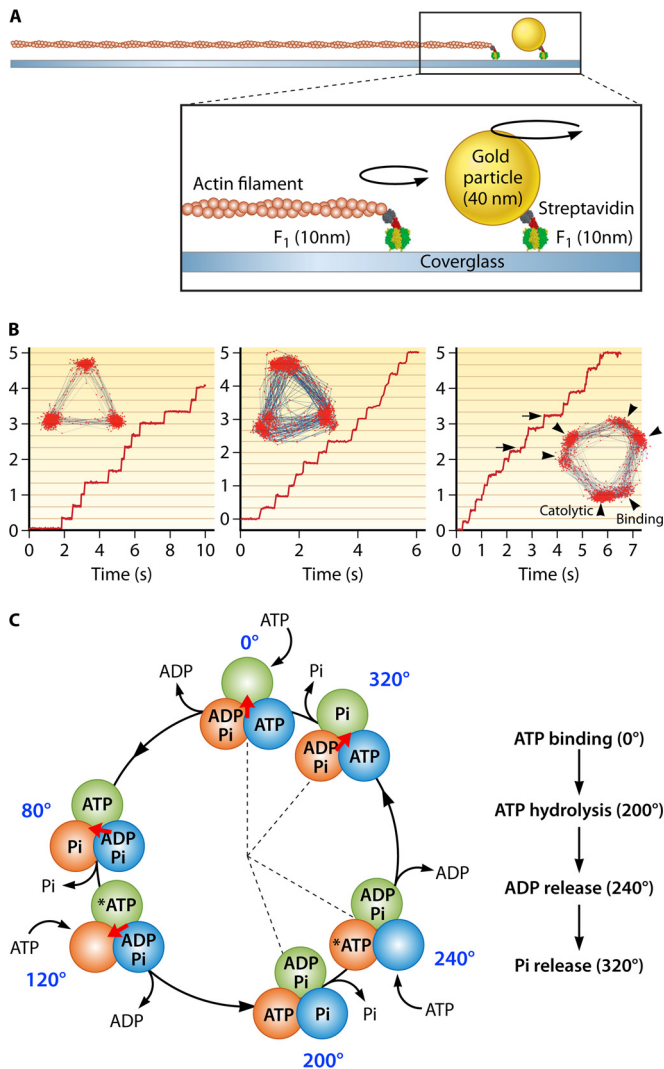 A
Gold
particle
(40 nm)
Actin filament
Streptavidin
F1 (10nm)
F1 (10nm)
Coverglass
B
5
4
3
2
1
0
0 2 4 6 8 10
Time (s)
5
4
3
2
1
0
0 2 4 6
Time (s)
5
4
3
2
1
0
0 1 2 3 4 5 6 7
Time (s)
Catolytic
Binding
C
ATP
0°
ADP
ADP
Pi
ATP
Pi
320°
Pi
ADP
Pi
ATP
80°
ATP
Pi
ADP
Pi
Pi
*ATP
ATP
ADP
Pi
120°
ADP
ADP
Pi
ATP
Pi
Pi
200°
ADP
Pi
ADP
*ATP
240°
ATP
ATP binding (0°)
ATP hydrolysis (200°)
ADP release (240°)
Pi release (320°)